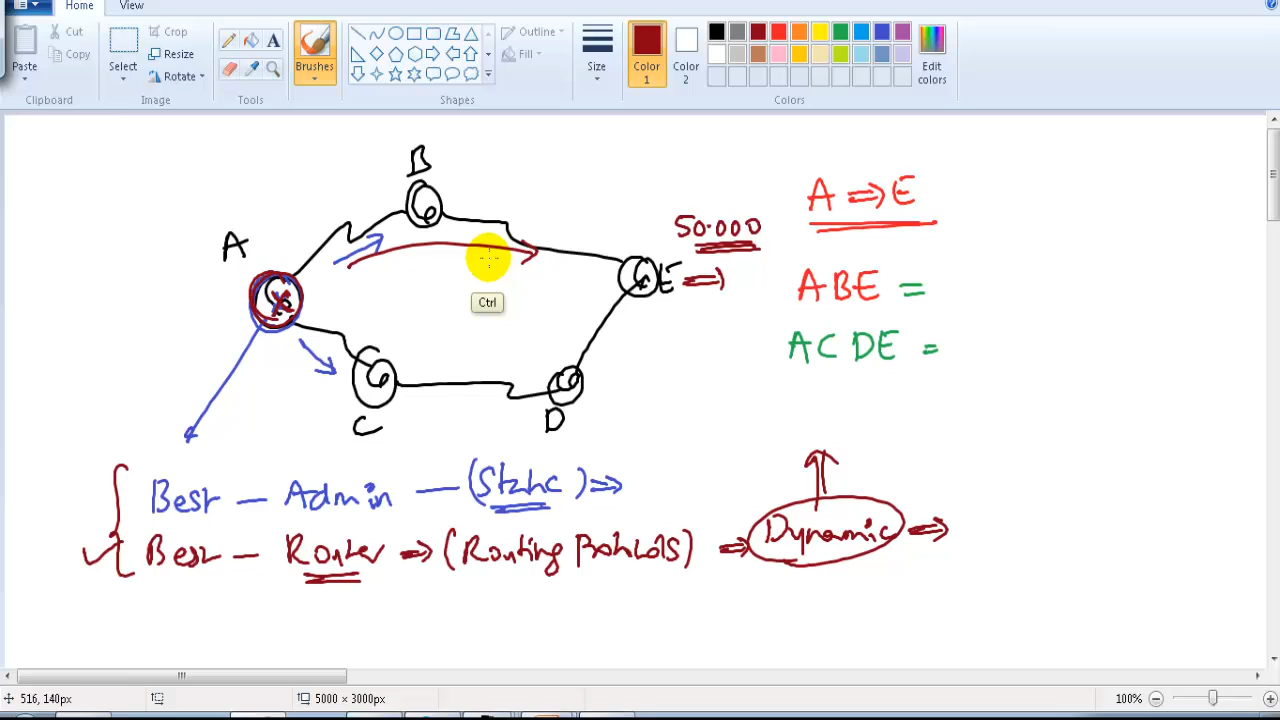 Home View
Cut
Copy
Paste
Clipboard
Select
Crop
Resize
Rotate
Image
A
Tools
Brushes
Shapes
Outline
Fill
Size
Color 1
Color 2
Edit colors
Colors
B
A
50.000
E
Ctrl
C
D
A ⇒ E
ABE =
ACDE =
Best – Admin – (Static) ⇒
Best – Router ⇒ (Routing Protocols) ⇒ Dynamic ⇒
516, 140px
5000 × 3000px
100%